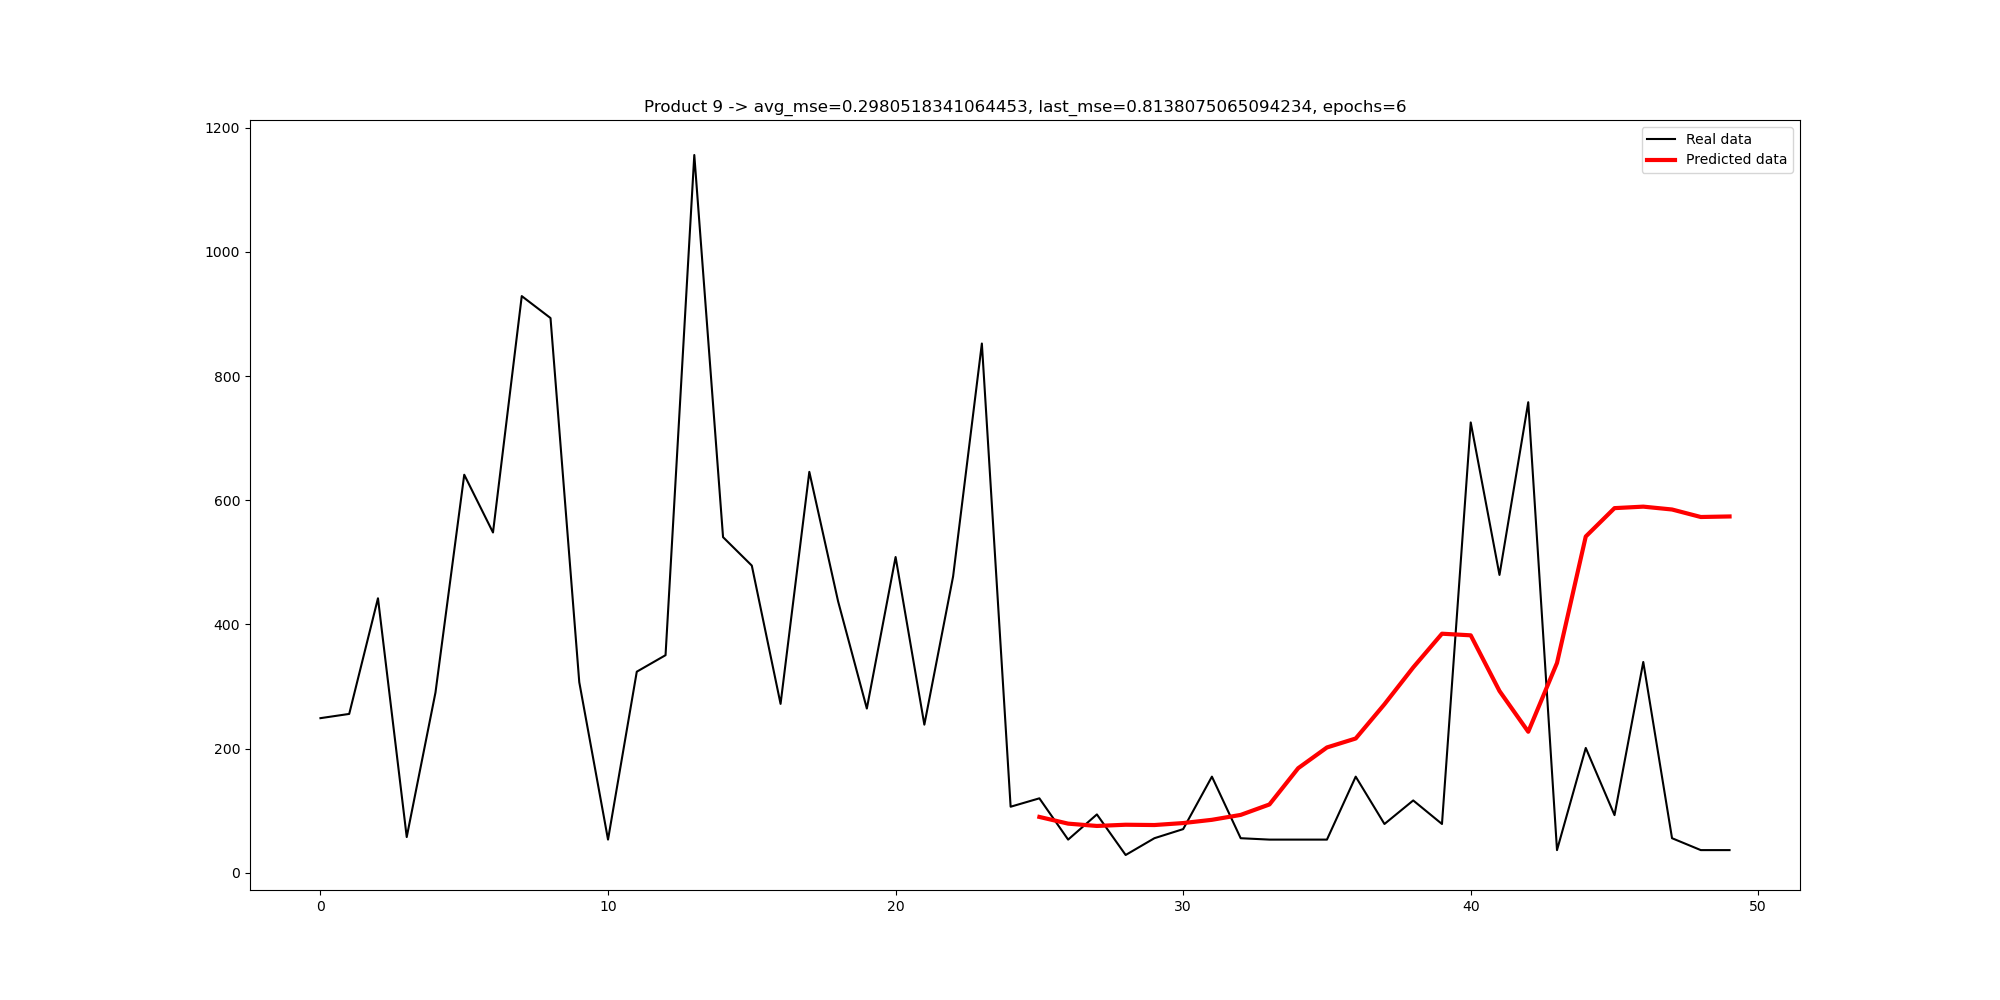 Product 9 -> avg_mse=0.2980518341064453, last_mse=0.8138075065094234, epochs=6
Real data
Predicted data
1200
1000
800
600
400
200
0
0 10 20 30 40 50